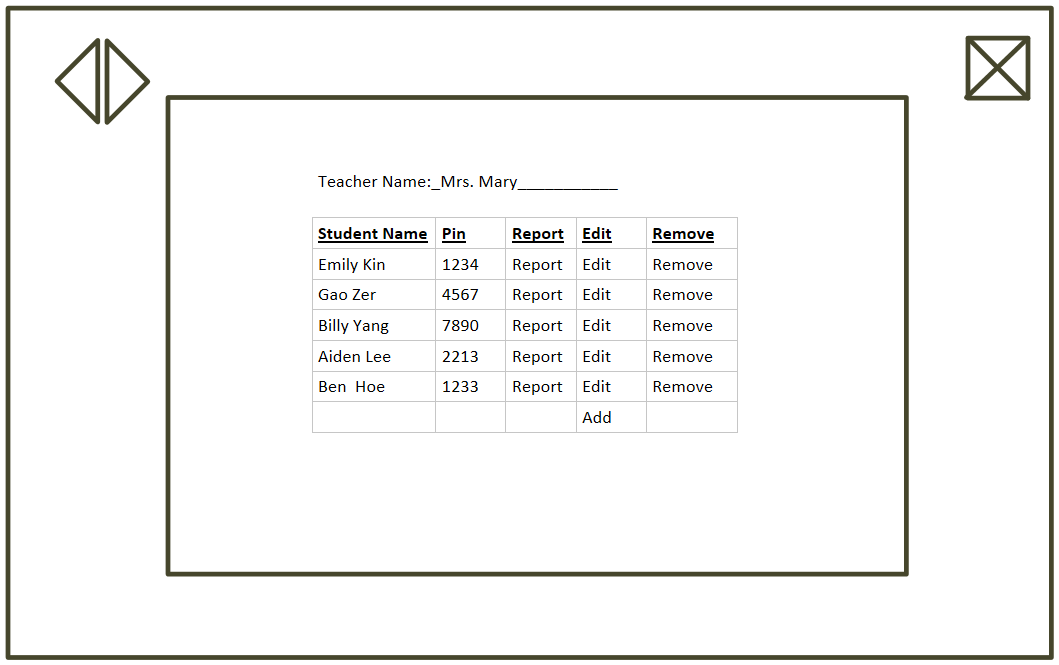 Teacher Name:_Mrs. Mary___________
Student Name Pin Report Edit Remove
Emily Kin 1234 Report Edit Remove
Gao Zer 4567 Report Edit Remove
Billy Yang 7890 Report Edit Remove
Aiden Lee 2213 Report Edit Remove
Ben  Hoe 1233 Report Edit Remove
Add